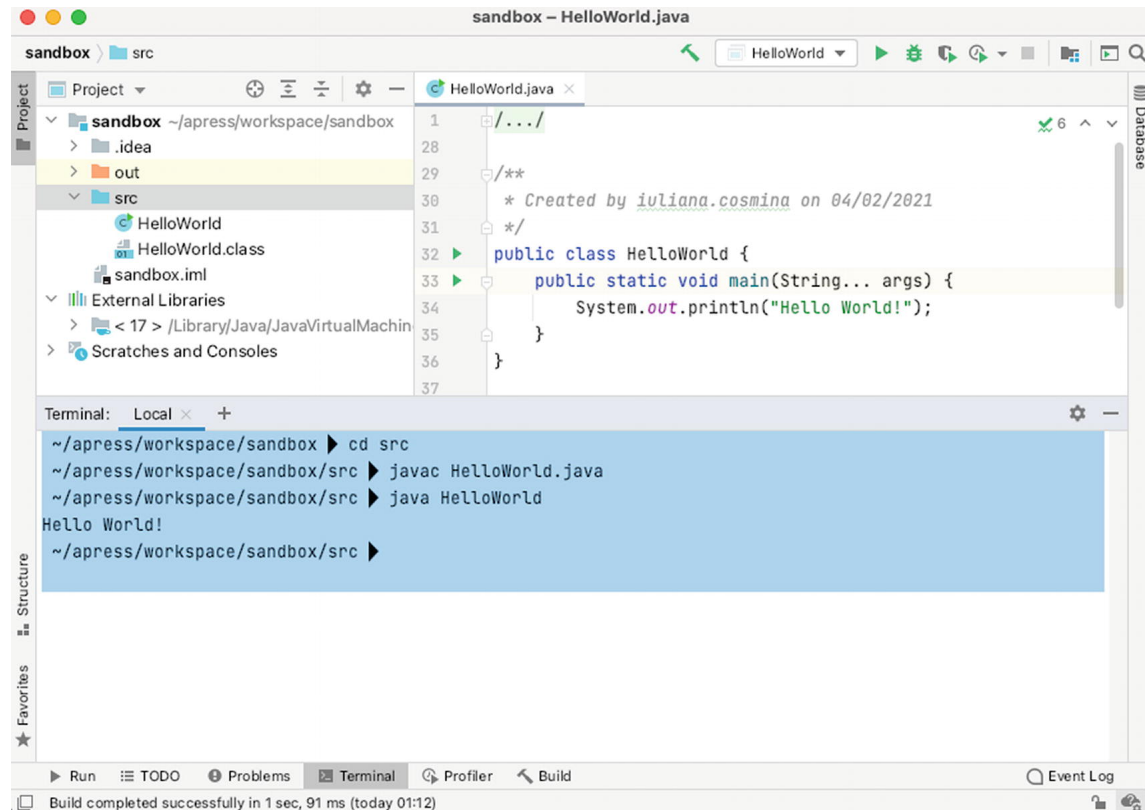 sandbox – HelloWorld.java
sandbox src
HelloWorld
Project
Project
sandbox ~/apress/workspace/sandbox
.idea
out
src
HelloWorld
HelloWorld.class
01
sandbox.iml
External Libraries
< 17 > /Library/Java/JavaVirtualMachin
Scratches and Consoles
HelloWorld.java
6
1 /.../
28
29 /**
30 * Created by iuliana.cosmina on 04/02/2021
31 */
32 public class HelloWorld {
33 public static void main(String... args) {
34 System.out.println("Hello World!");
35 }
36 }
37
Database
Terminal: Local × +
~/apress/workspace/sandbox cd src
~/apress/workspace/sandbox/src javac HelloWorld.java
~/apress/workspace/sandbox/src java HelloWorld
Hello World!
~/apress/workspace/sandbox/src
Structure
Favorites
Run TODO Problems Terminal Profiler Build Event Log
Build completed successfully in 1 sec, 91 ms (today 01:12)